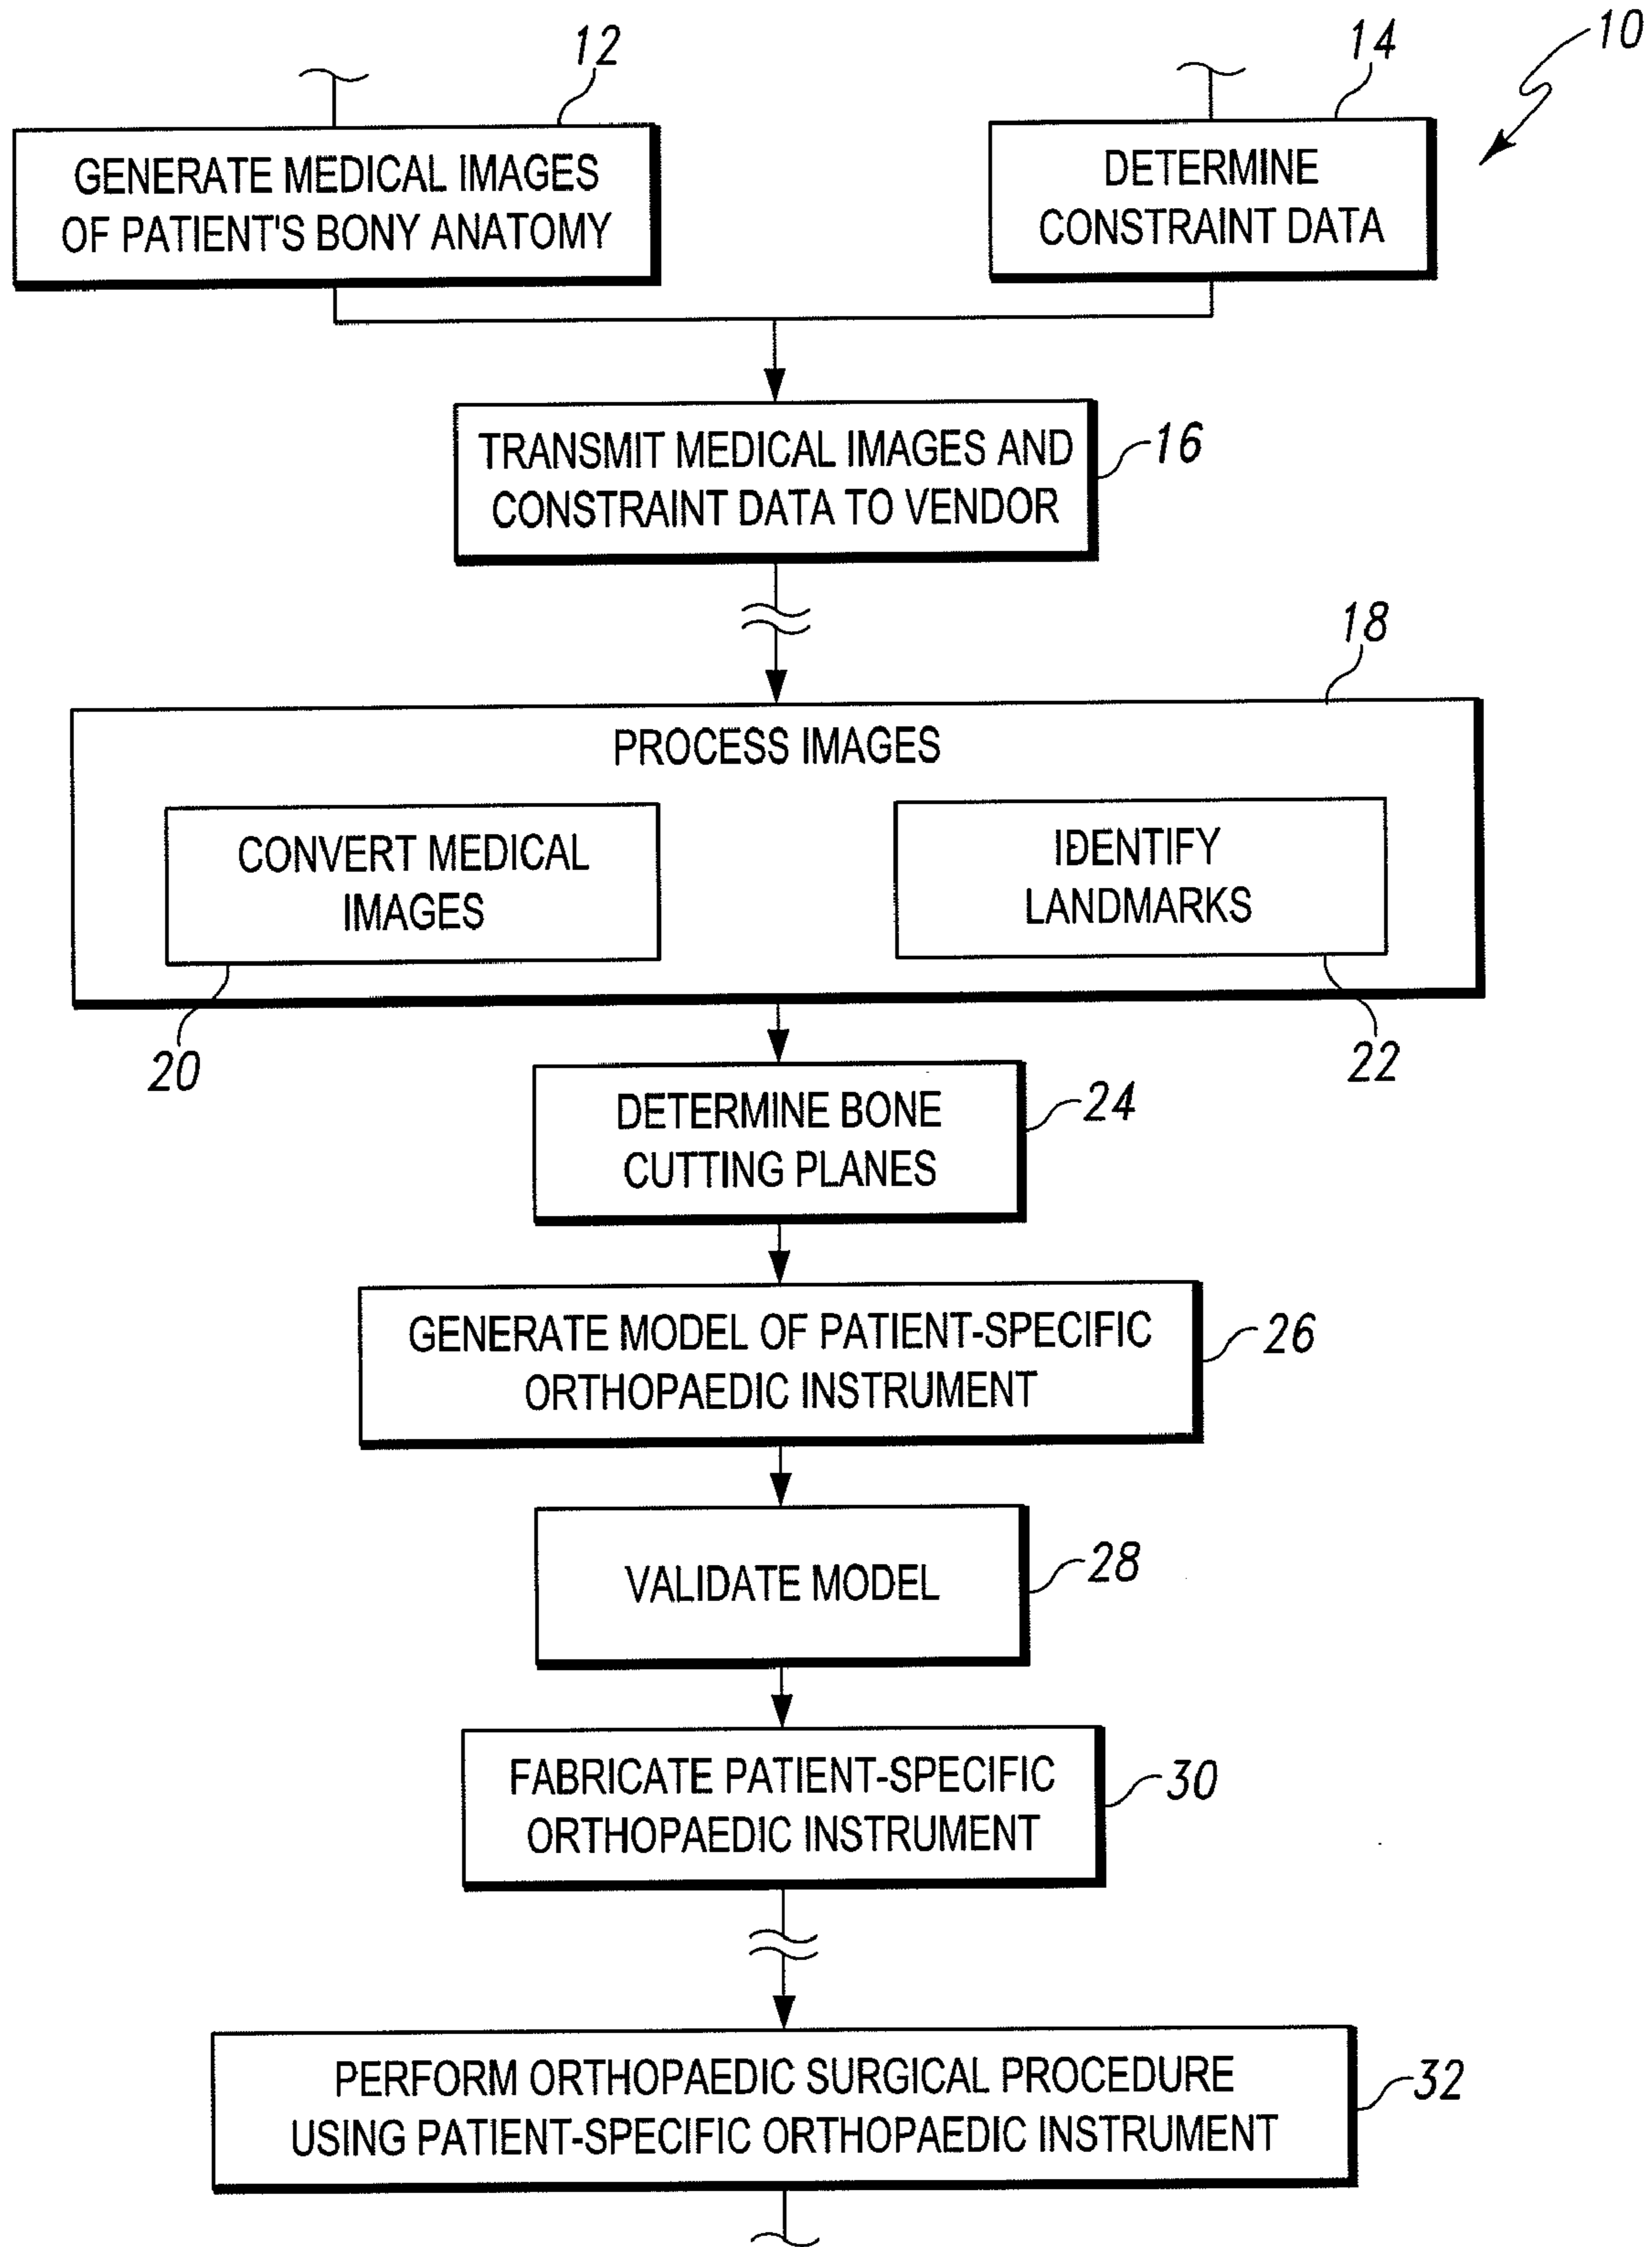 12
14
10
GENERATE MEDICAL IMAGES
OF PATIENT'S BONY ANATOMY
DETERMINE
CONSTRAINT DATA
TRANSMIT MEDICAL IMAGES AND
CONSTRAINT DATA TO VENDOR
16
18
PROCESS IMAGES
CONVERT MEDICAL
IMAGES
IDENTIFY
LANDMARKS
20
22
DETERMINE BONE
CUTTING PLANES
24
GENERATE MODEL OF PATIENT-SPECIFIC
ORTHOPAEDIC INSTRUMENT
26
VALIDATE MODEL
28
FABRICATE PATIENT-SPECIFIC
ORTHOPAEDIC INSTRUMENT
30
PERFORM ORTHOPAEDIC SURGICAL PROCEDURE
USING PATIENT-SPECIFIC ORTHOPAEDIC INSTRUMENT
32